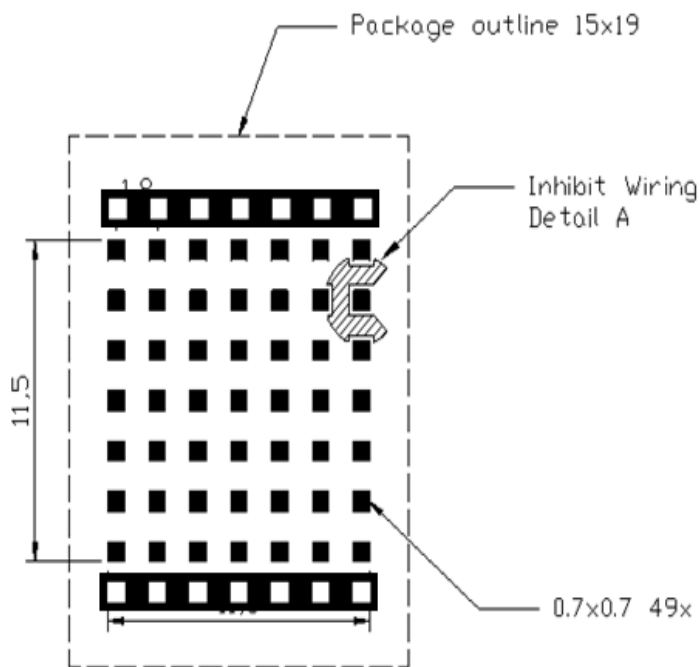 Package outline 15x19
Inhibit Wiring
Detail A
11,5
0.7x0.7 49x